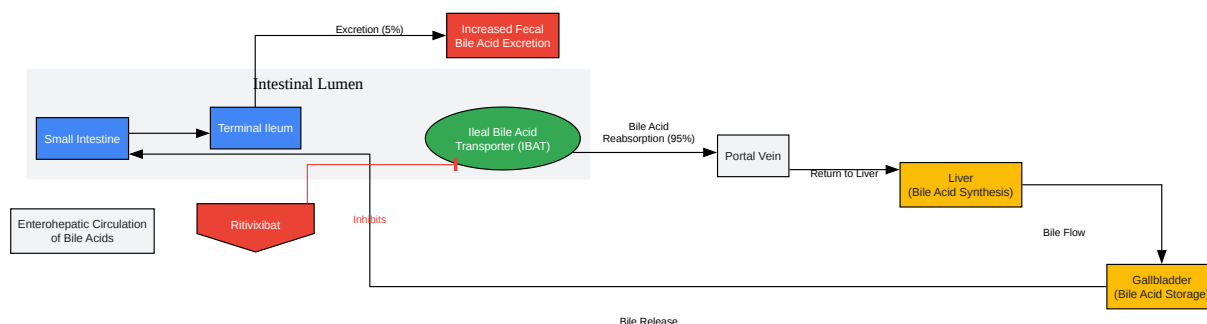 Excretion (5%)
Increased Fecal
Bile Acid Excretion
Intestinal Lumen
Small Intestine
Terminal Ileum
Ileal Bile Acid
Transporter (IBAT)
Bile Acid
Reabsorption (95%)
Portal Vein
Return to Liver
Liver
(Bile Acid Synthesis)
Enterohepatic Circulation
of Bile Acids
Ritivixibat
Inhibits
Bile Flow
Gallbladder
(Bile Acid Storage)
Bile Release